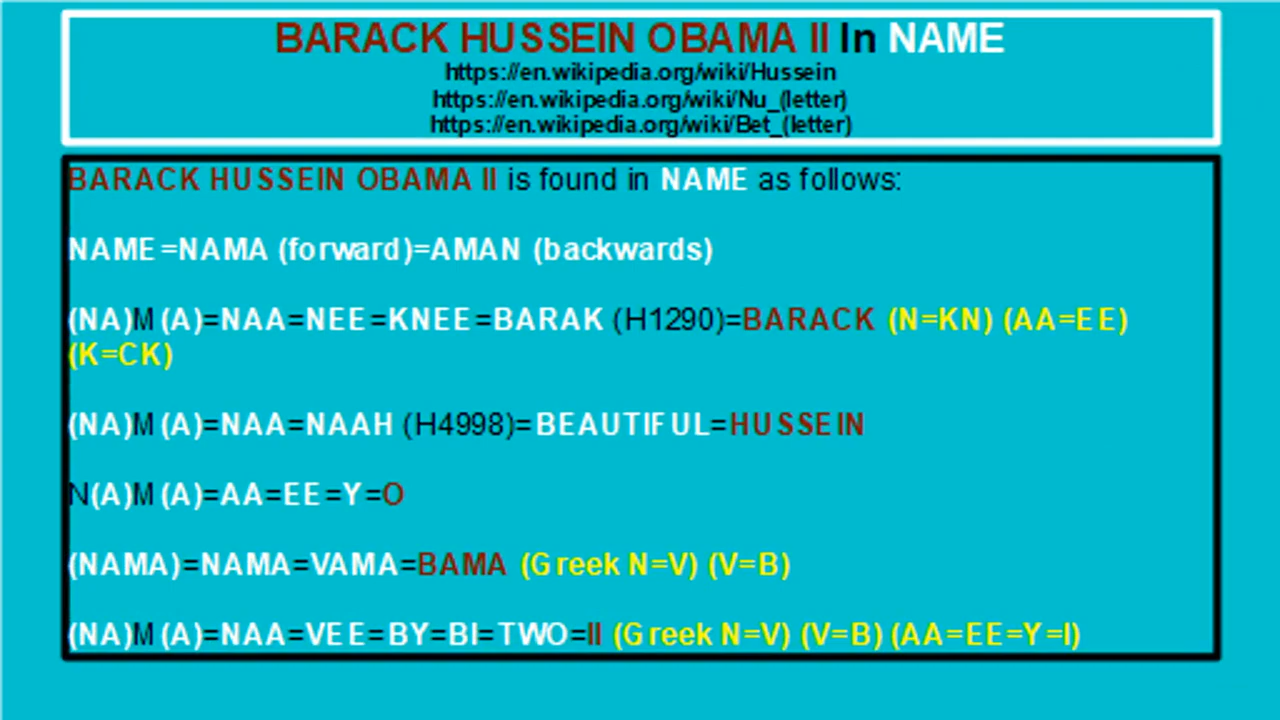 BARACK HUSSEIN OBAMA II In NAME
https://en.wikipedia.org/wiki/Hussein
https://en.wikipedia.org/wiki/Nu_(letter)
https://en.wikipedia.org/wiki/Bet_(letter)
BARACK HUSSEIN OBAMA II is found in NAME as follows:
NAME=NAMA (forward)=AMAN (backwards)
(NA)M(A)=NAA=NEE=KNEE=BARAK (H1290)=BARACK (N=KN) (AA=EE)
(K=CK)
(NA)M(A)=NAA=NAAH (H4998)=BEAUTIFUL=HUSSEIN
N(A)M(A)=AA=EE=Y=O
(NAMA)=NAMA=VAMA=BAMA (Greek N=V) (V=B)
(NA)M(A)=NAA=VEE=BY=BI=TWO=II (Greek N=V) (V=B) (AA=EE=Y=I)